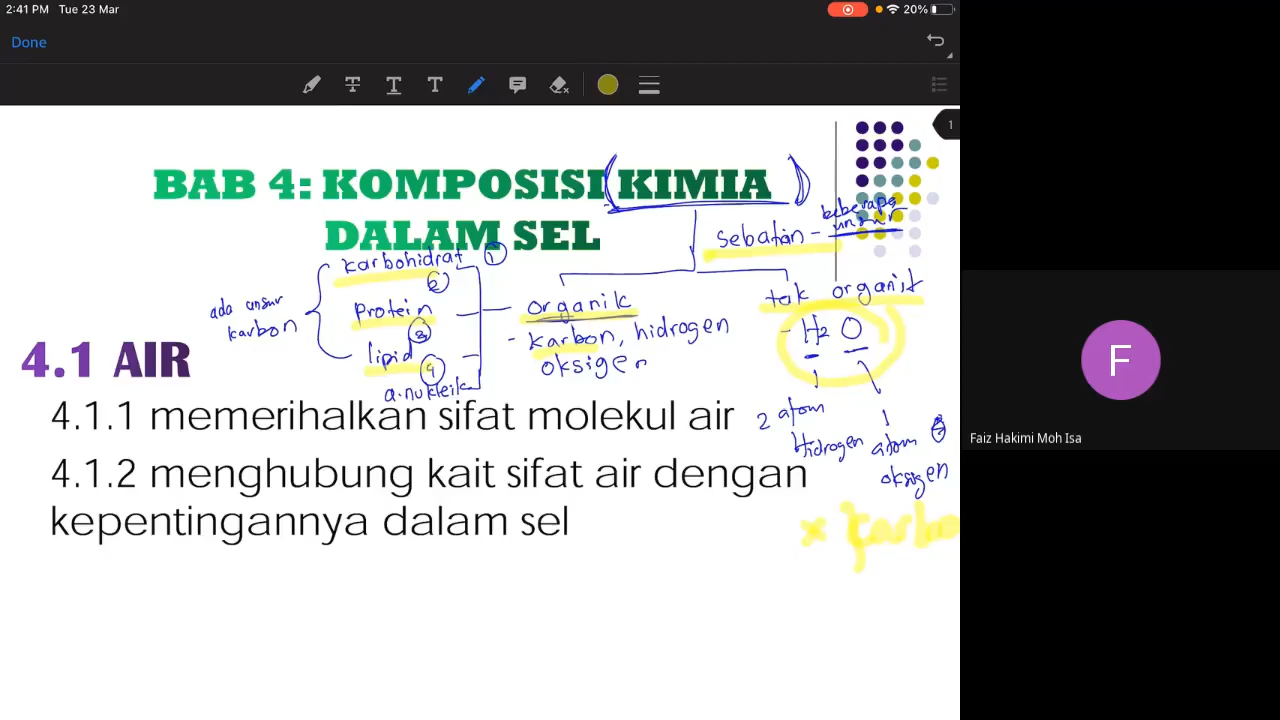 2:41 PM Tue 23 Mar
20%
Done
1
BAB 4: KOMPOSISI (KIMIA)
DALAM SEL
beberapa
unsur
sebatian -
karbohidrat 1
2
protein
3
lipid
4
a.nukleik
ada unsur
karbon
organik
- karbon, hidrogen
oksigen
tak organik
- H2O
2 atom
Hidrogen
1
atom
oksigen
x karbo
4.1 AIR
4.1.1 memerihalkan sifat molekul air
4.1.2 menghubung kait sifat air dengan
kepentingannya dalam sel
F
Faiz Hakimi Moh Isa